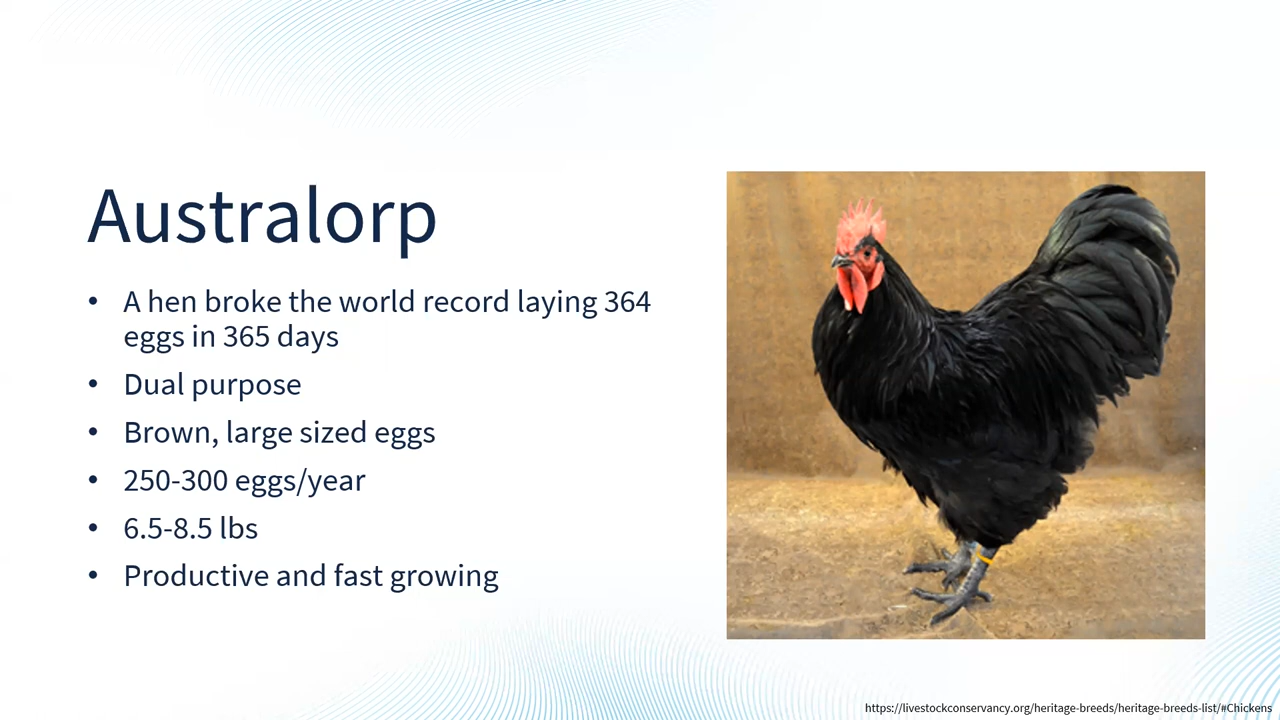 Australorp
• A hen broke the world record laying 364
eggs in 365 days
• Dual purpose
• Brown, large sized eggs
• 250-300 eggs/year
• 6.5-8.5 lbs
• Productive and fast growing
https://livestockconservancy.org/heritage-breeds/heritage-breeds-list/#Chickens